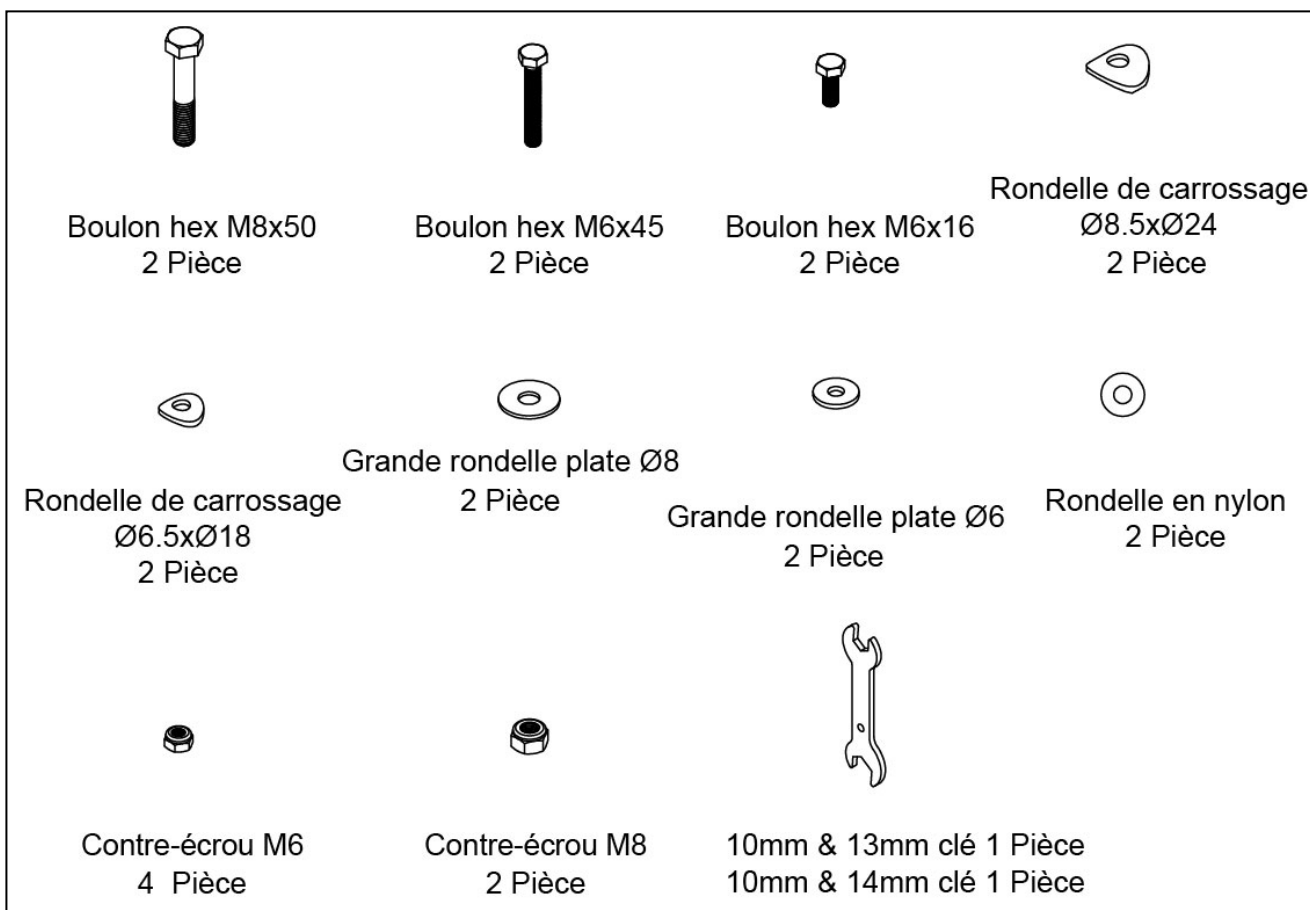 Boulon hex M8x50
2 Pièce
Boulon hex M6x45
2 Pièce
Boulon hex M6x16
2 Pièce
Rondelle de carrossage
Ø8.5xØ24
2 Pièce
Rondelle de carrossage
Ø6.5xØ18
2 Pièce
Grande rondelle plate Ø8
2 Pièce
Grande rondelle plate Ø6
2 Pièce
Rondelle en nylon
2 Pièce
Contre-écrou M6
4 Pièce
Contre-écrou M8
2 Pièce
10mm & 13mm clé 1 Pièce
10mm & 14mm clé 1 Pièce